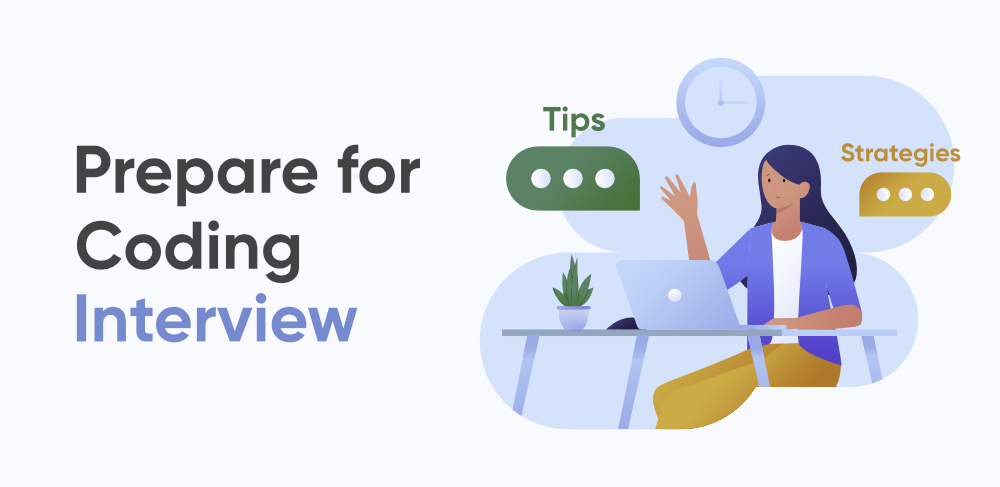 Prepare for
Coding
Interview
Tips
Strategies